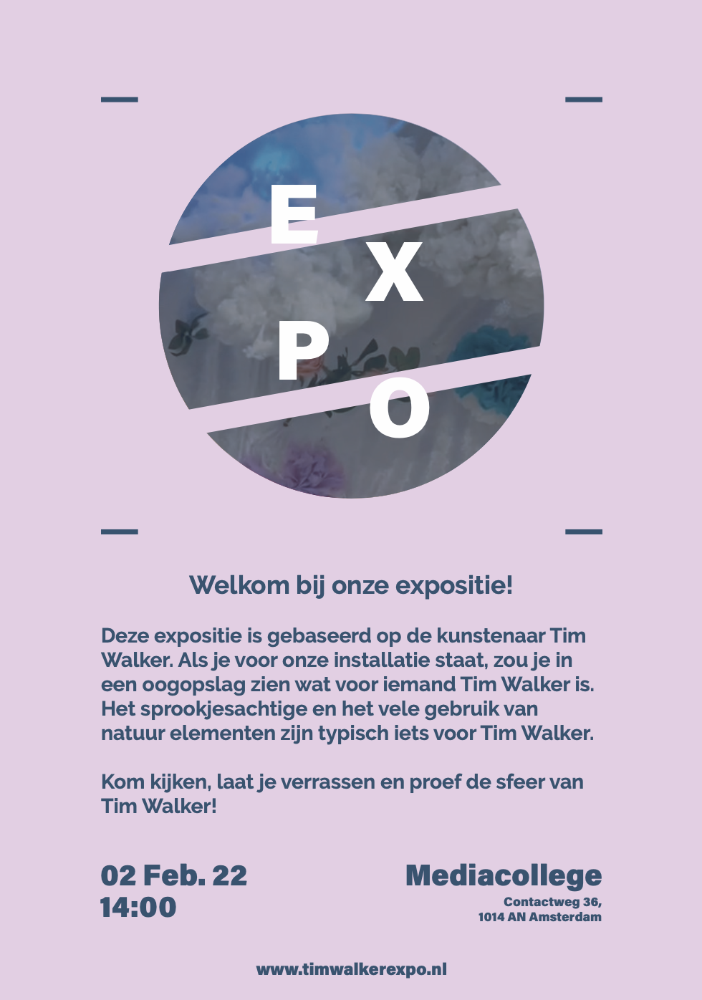 E
X
P
O
Welkom bij onze expositie!
Deze expositie is gebaseerd op de kunstenaar Tim
Walker. Als je voor onze installatie staat, zou je in
een oogopslag zien wat voor iemand Tim Walker is.
Het sprookjesachtige en het vele gebruik van
natuur elementen zijn typisch iets voor Tim Walker.
Kom kijken, laat je verrassen en proef de sfeer van
Tim Walker!
02 Feb. 22
14:00
Mediacollege
Contactweg 36,
1014 AN Amsterdam
www.timwalkerexpo.nl